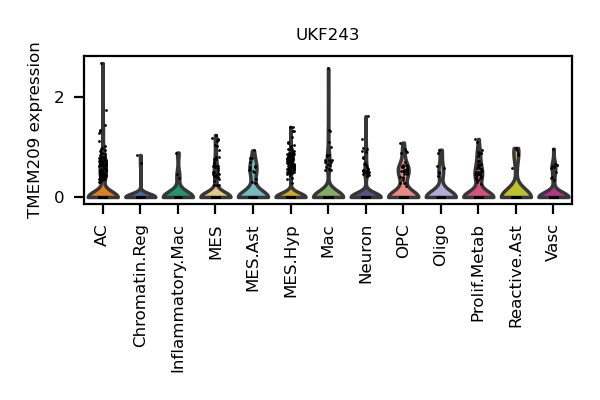 UKF243
TMEM209 expression
2
0
AC
Chromatin.Reg
Inflammatory.Mac
MES
MES.Ast
MES.Hyp
Mac
Neuron
OPC
Oligo
Prolif.Metab
Reactive.Ast
Vasc